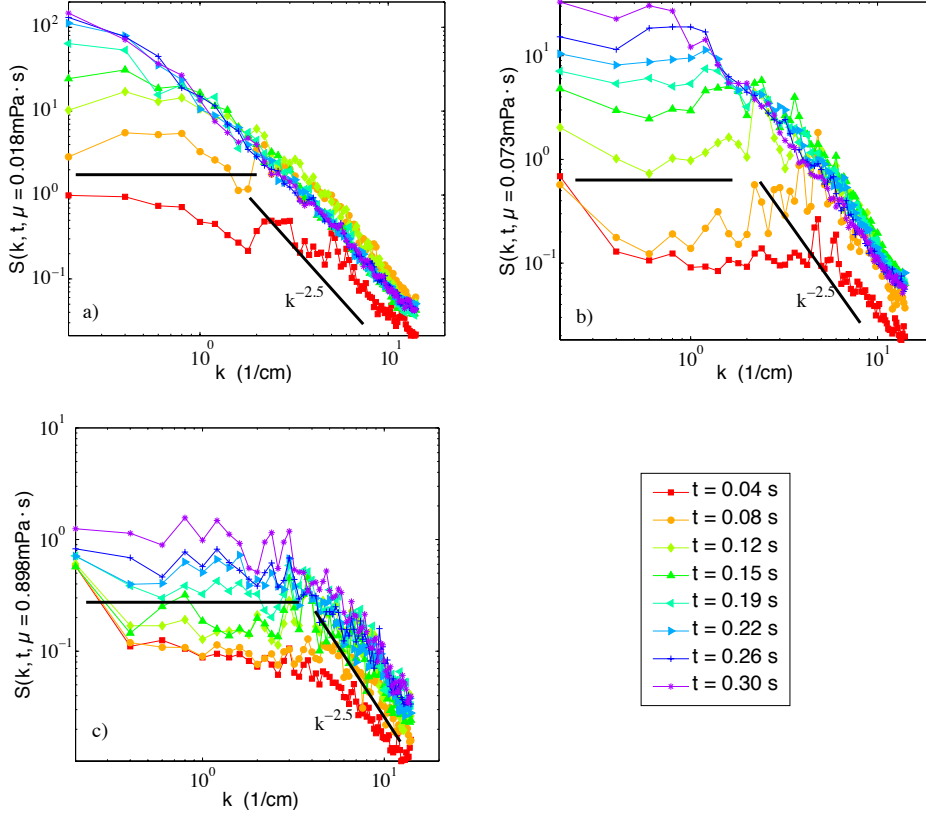 S(k, t, μ = 0.018mPa · s)
10²
10¹
10⁰
10⁻¹
k⁻²·⁵
a)
10⁰
10¹
k (1/cm)
S(k, t, μ = 0.073mPa · s)
10¹
10⁰
10⁻¹
k⁻²·⁵
b)
10⁰
10¹
k (1/cm)
S(k, t, μ = 0.898mPa · s)
10¹
10⁰
10⁻¹
k⁻²·⁵
c)
10⁰
10¹
k (1/cm)
t = 0.04 s
t = 0.08 s
t = 0.12 s
t = 0.15 s
t = 0.19 s
t = 0.22 s
t = 0.26 s
t = 0.30 s